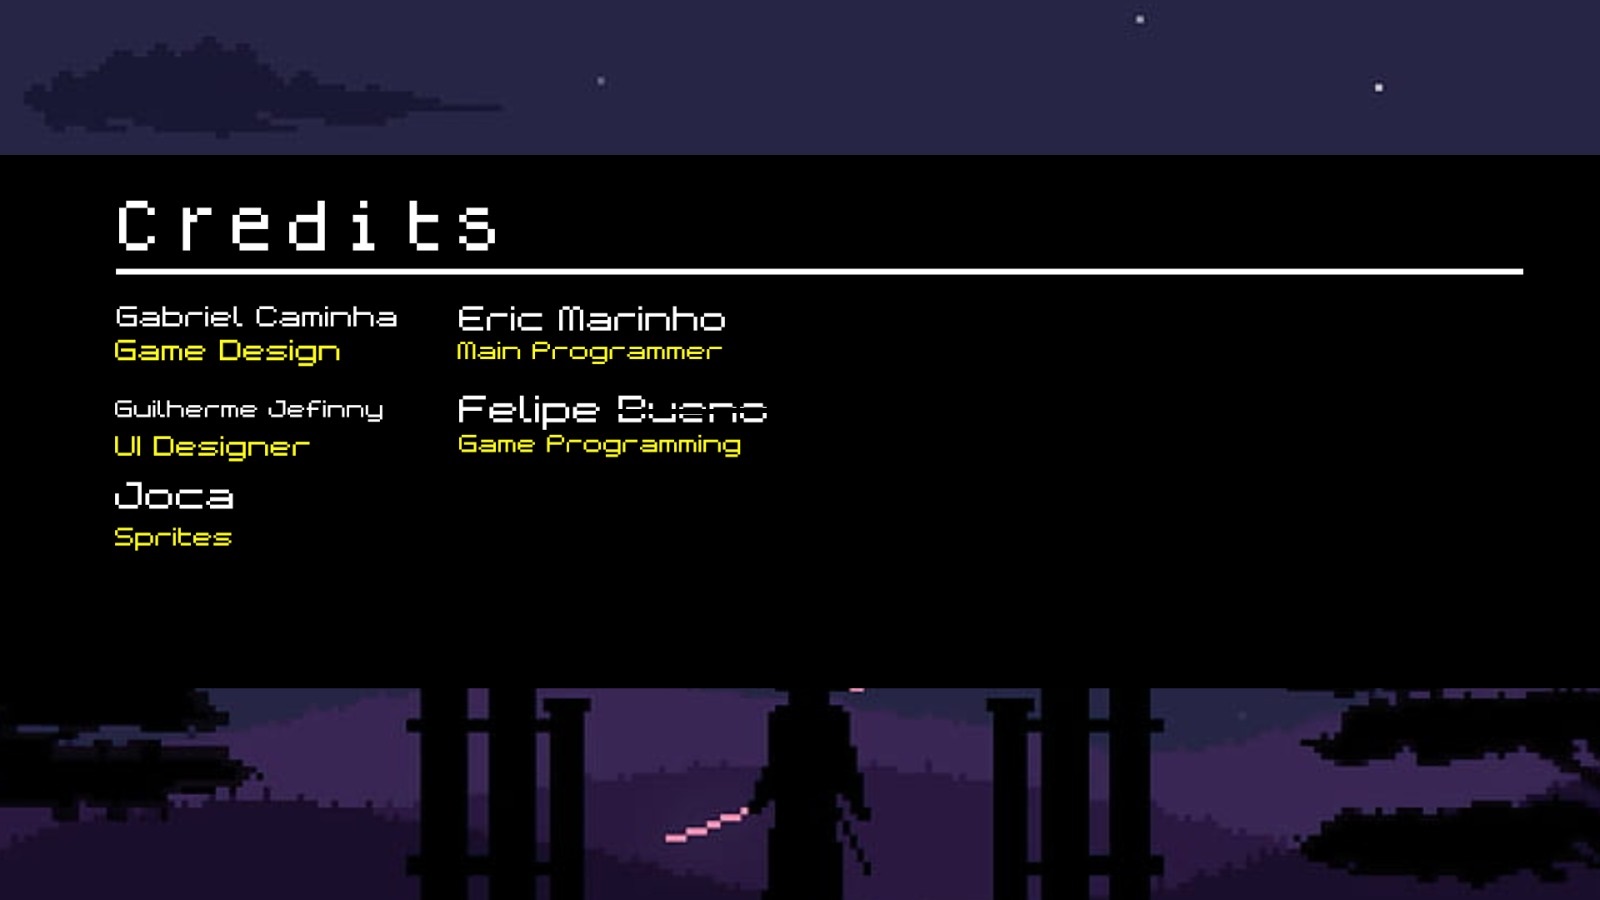 Credits
Gabriel Caminha
Game Design
Eric Marinho
Main Programmer
Guilherme Jefinny
UI Designer
Felipe Bueno
Game Programming
Joca
Sprites